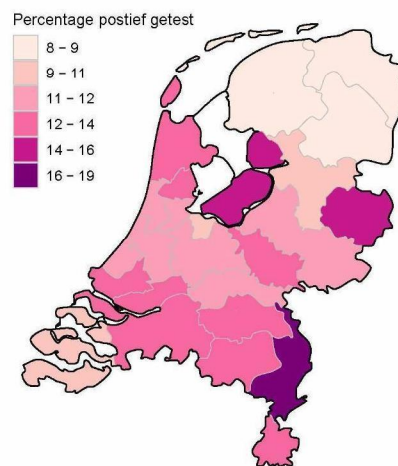 Percentage postief getest
8 – 9
9 – 11
11 – 12
12 – 14
14 – 16
16 – 19